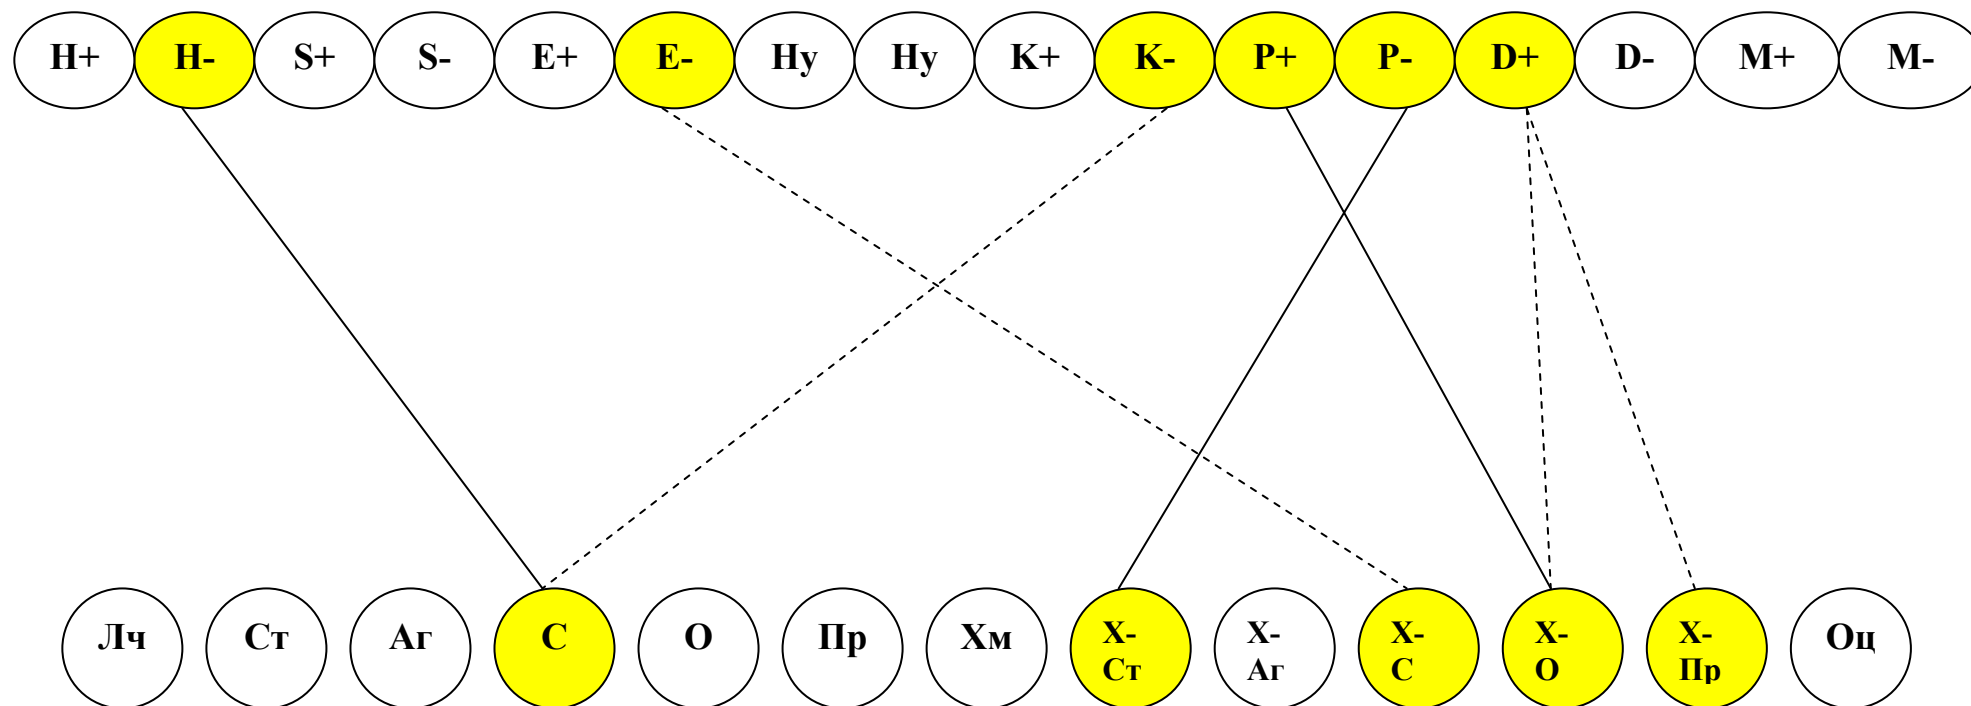 H+ H- S+ S- E+ E- Hy Hy K+ K- P+ P- D+ D- M+ M-
Лч Ст Аг С О Пр Хм Х- Х- Х- Х- Х- Оц
Ст Аг С О Пр